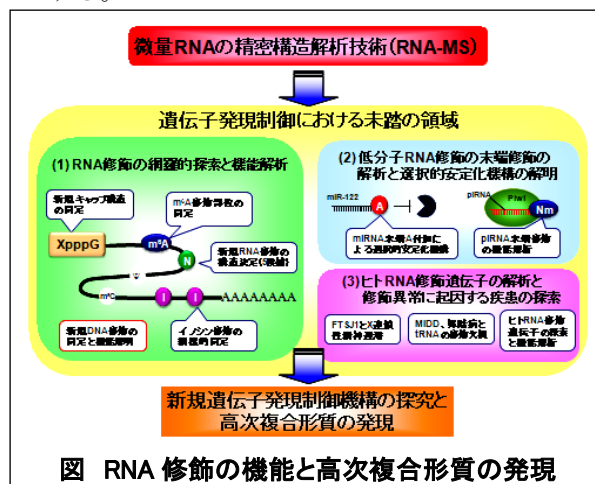 微量RNAの精密構造解析技術(RNA-MS)
遺伝子発現制御における未踏の領域
(1)RNA修飾の網羅的探索と機能解析
新規キャップ構造
の同定
m⁶A修飾部位の
同定
XpppG
m⁶A
N
新規RNA修飾の
Ψ
m⁵C
I
I
AAAAAAAA
新規DNA修飾の
同定と機能解明
イノシン修飾の
網羅的同定
(2)低分子RNA修飾の末端修飾の
解析と選択的安定化機構の解明
miR-122
A
piRNA
Piwi
Nm
miRNA末端A付加に
よる選択的安定化機構
piRNA末端修飾
の機能解析
(3)ヒトRNA修飾遺伝子の解析と
修飾異常に起因する疾患の探索
FTSJ1とX連鎖
性精神遅滞
tRNAの修飾欠損
ヒトRNA修飾
遺伝子の探索
と機能解析
新規遺伝子発現制御機構の探究と
高次複合形質の発現
図 RNA 修飾の機能と高次複合形質の発現